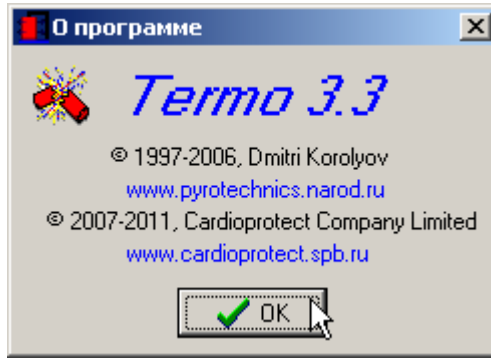 О программе
Termo 3.3
© 1997-2006, Dmitri Korolyov
www.pyrotechnics.narod.ru
© 2007-2011, Cardioprotect Company Limited
www.cardioprotect.spb.ru
OK